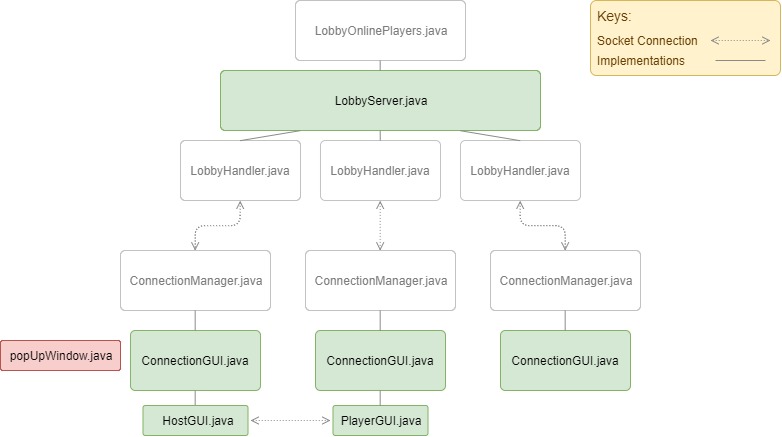 LobbyOnlinePlayers.java
Keys:
Socket Connection
Implementations
LobbyServer.java
LobbyHandler.java
LobbyHandler.java
LobbyHandler.java
ConnectionManager.java
ConnectionManager.java
ConnectionManager.java
popUpWindow.java
ConnectionGUI.java
ConnectionGUI.java
ConnectionGUI.java
HostGUI.java
PlayerGUI.java